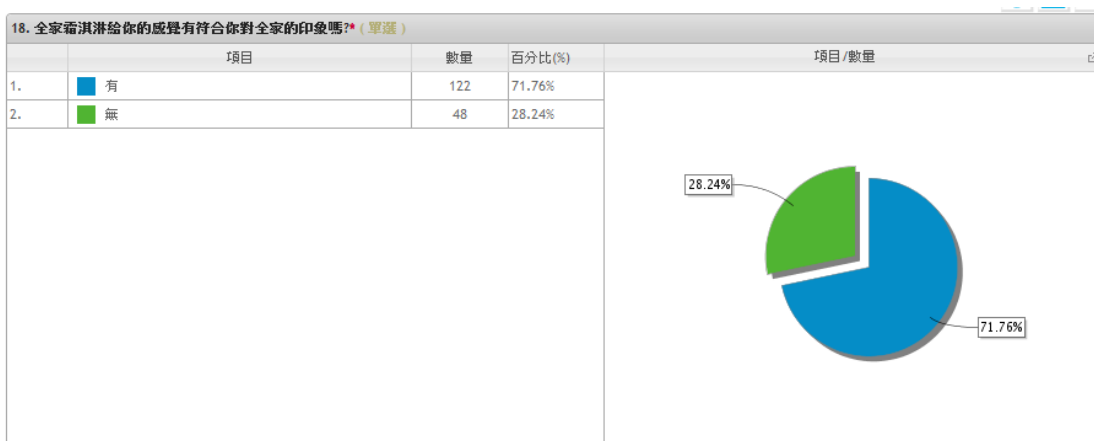 18. 全家霜淇淋給你的感覺有符合你對全家的印象嗎?*（單選）
項目 數量 百分比(%) 項目/數量
1. 有 122 71.76%
2. 無 48 28.24%
28.24%
71.76%